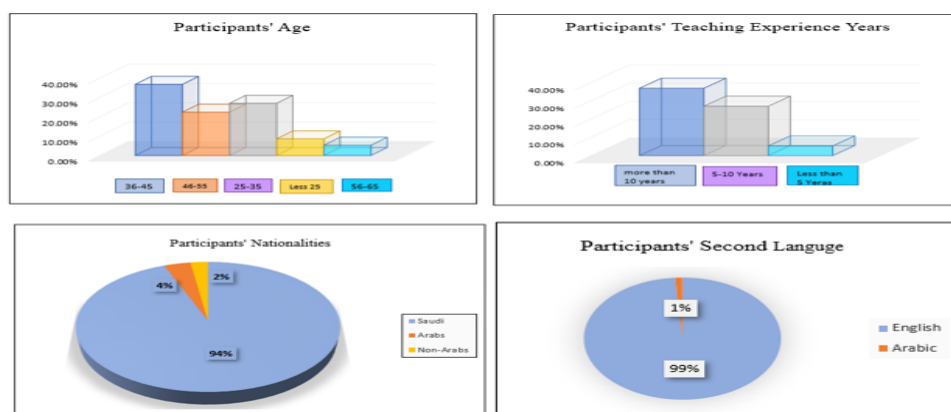 Participants' Age
40.00%
30.00%
20.00%
10.00%
0.00%
36-45 46-55 25-35 Less 25 56-65
Participants' Teaching Experience Years
40.00%
30.00%
20.00%
10.00%
0.00%
more than
10 years
5-10 Years
Less than
5 Yeras
Participants' Nationalities
2%
4%
94%
Saudi
Arabs
Non-Arabs
Participants' Second Languge
1%
99%
English
Arabic